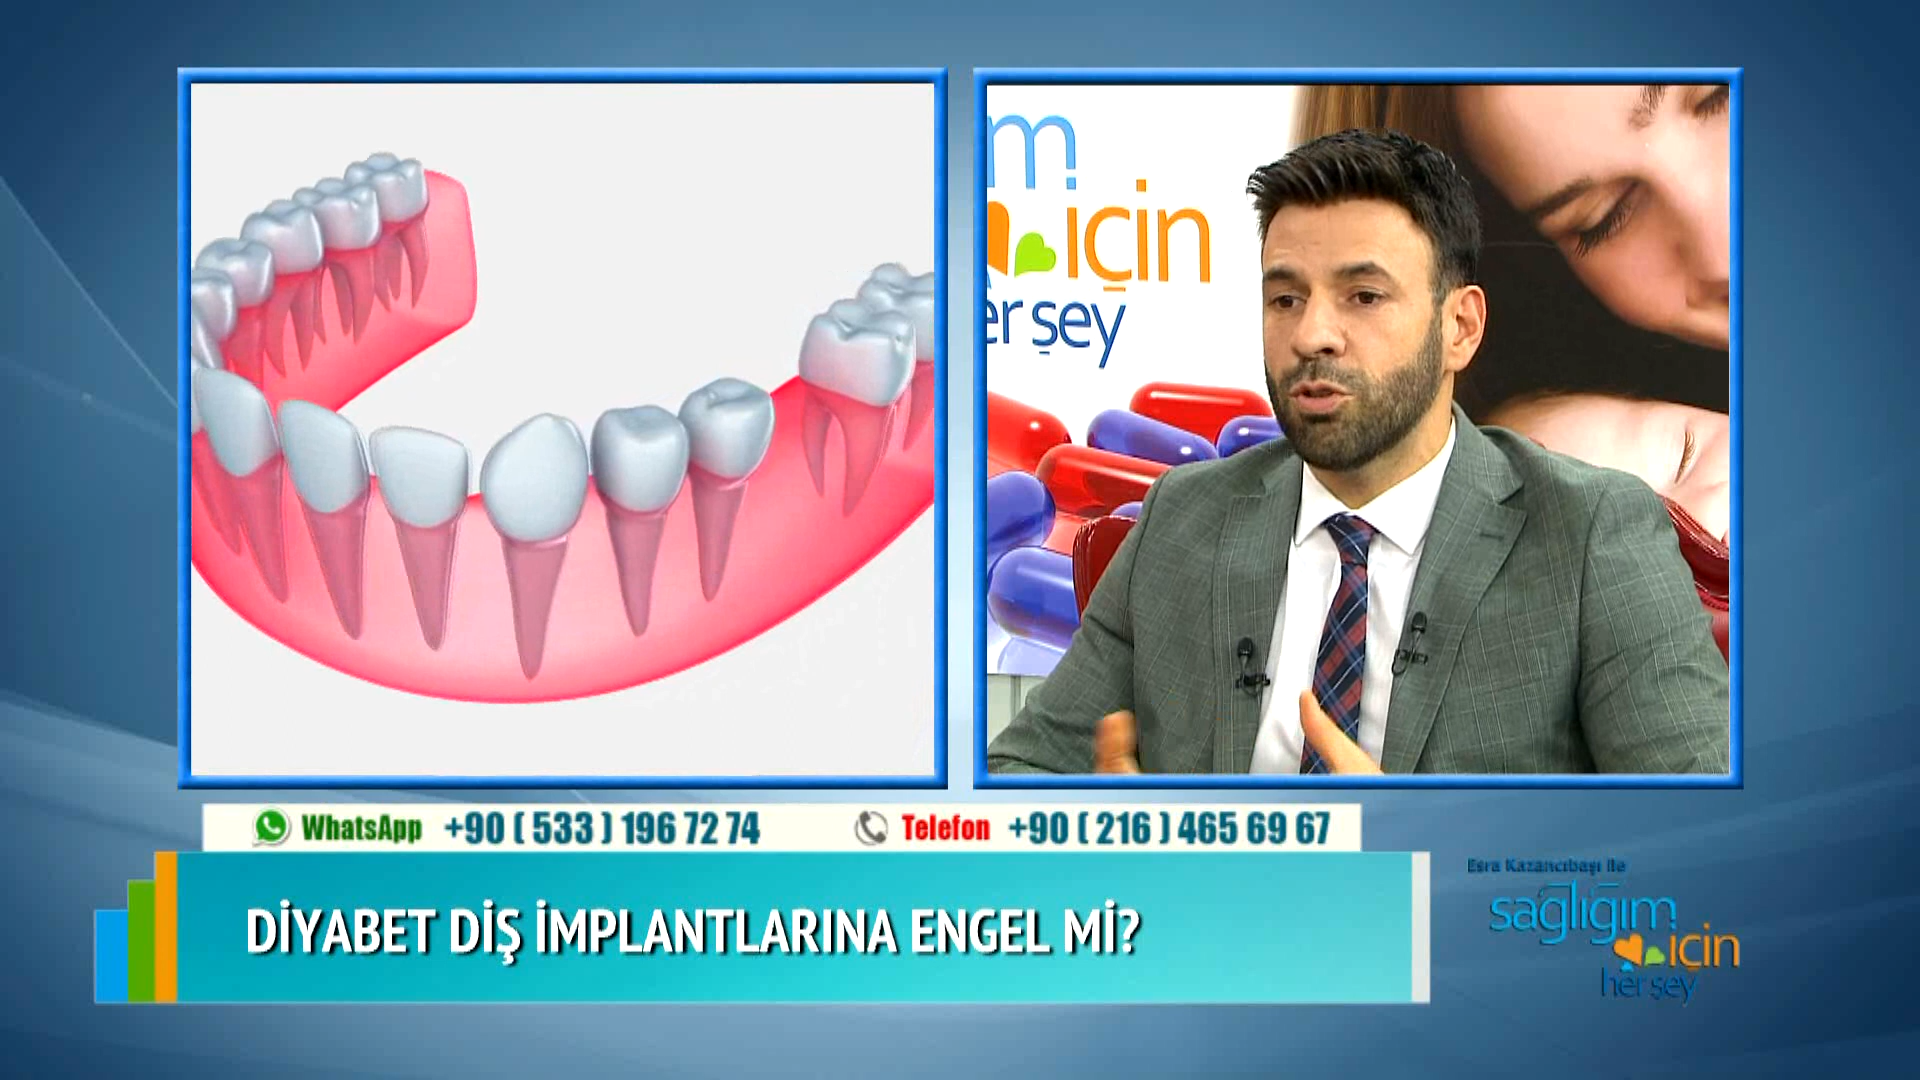 m
için
er şey
WhatsApp +90 ( 533 ) 196 72 74
Telefon +90 ( 216 ) 465 69 67
DİYABET DİŞ İMPLANTLARINA ENGEL Mİ?
Esra Kazancıbaşı ile
sağlığım
için
her şey